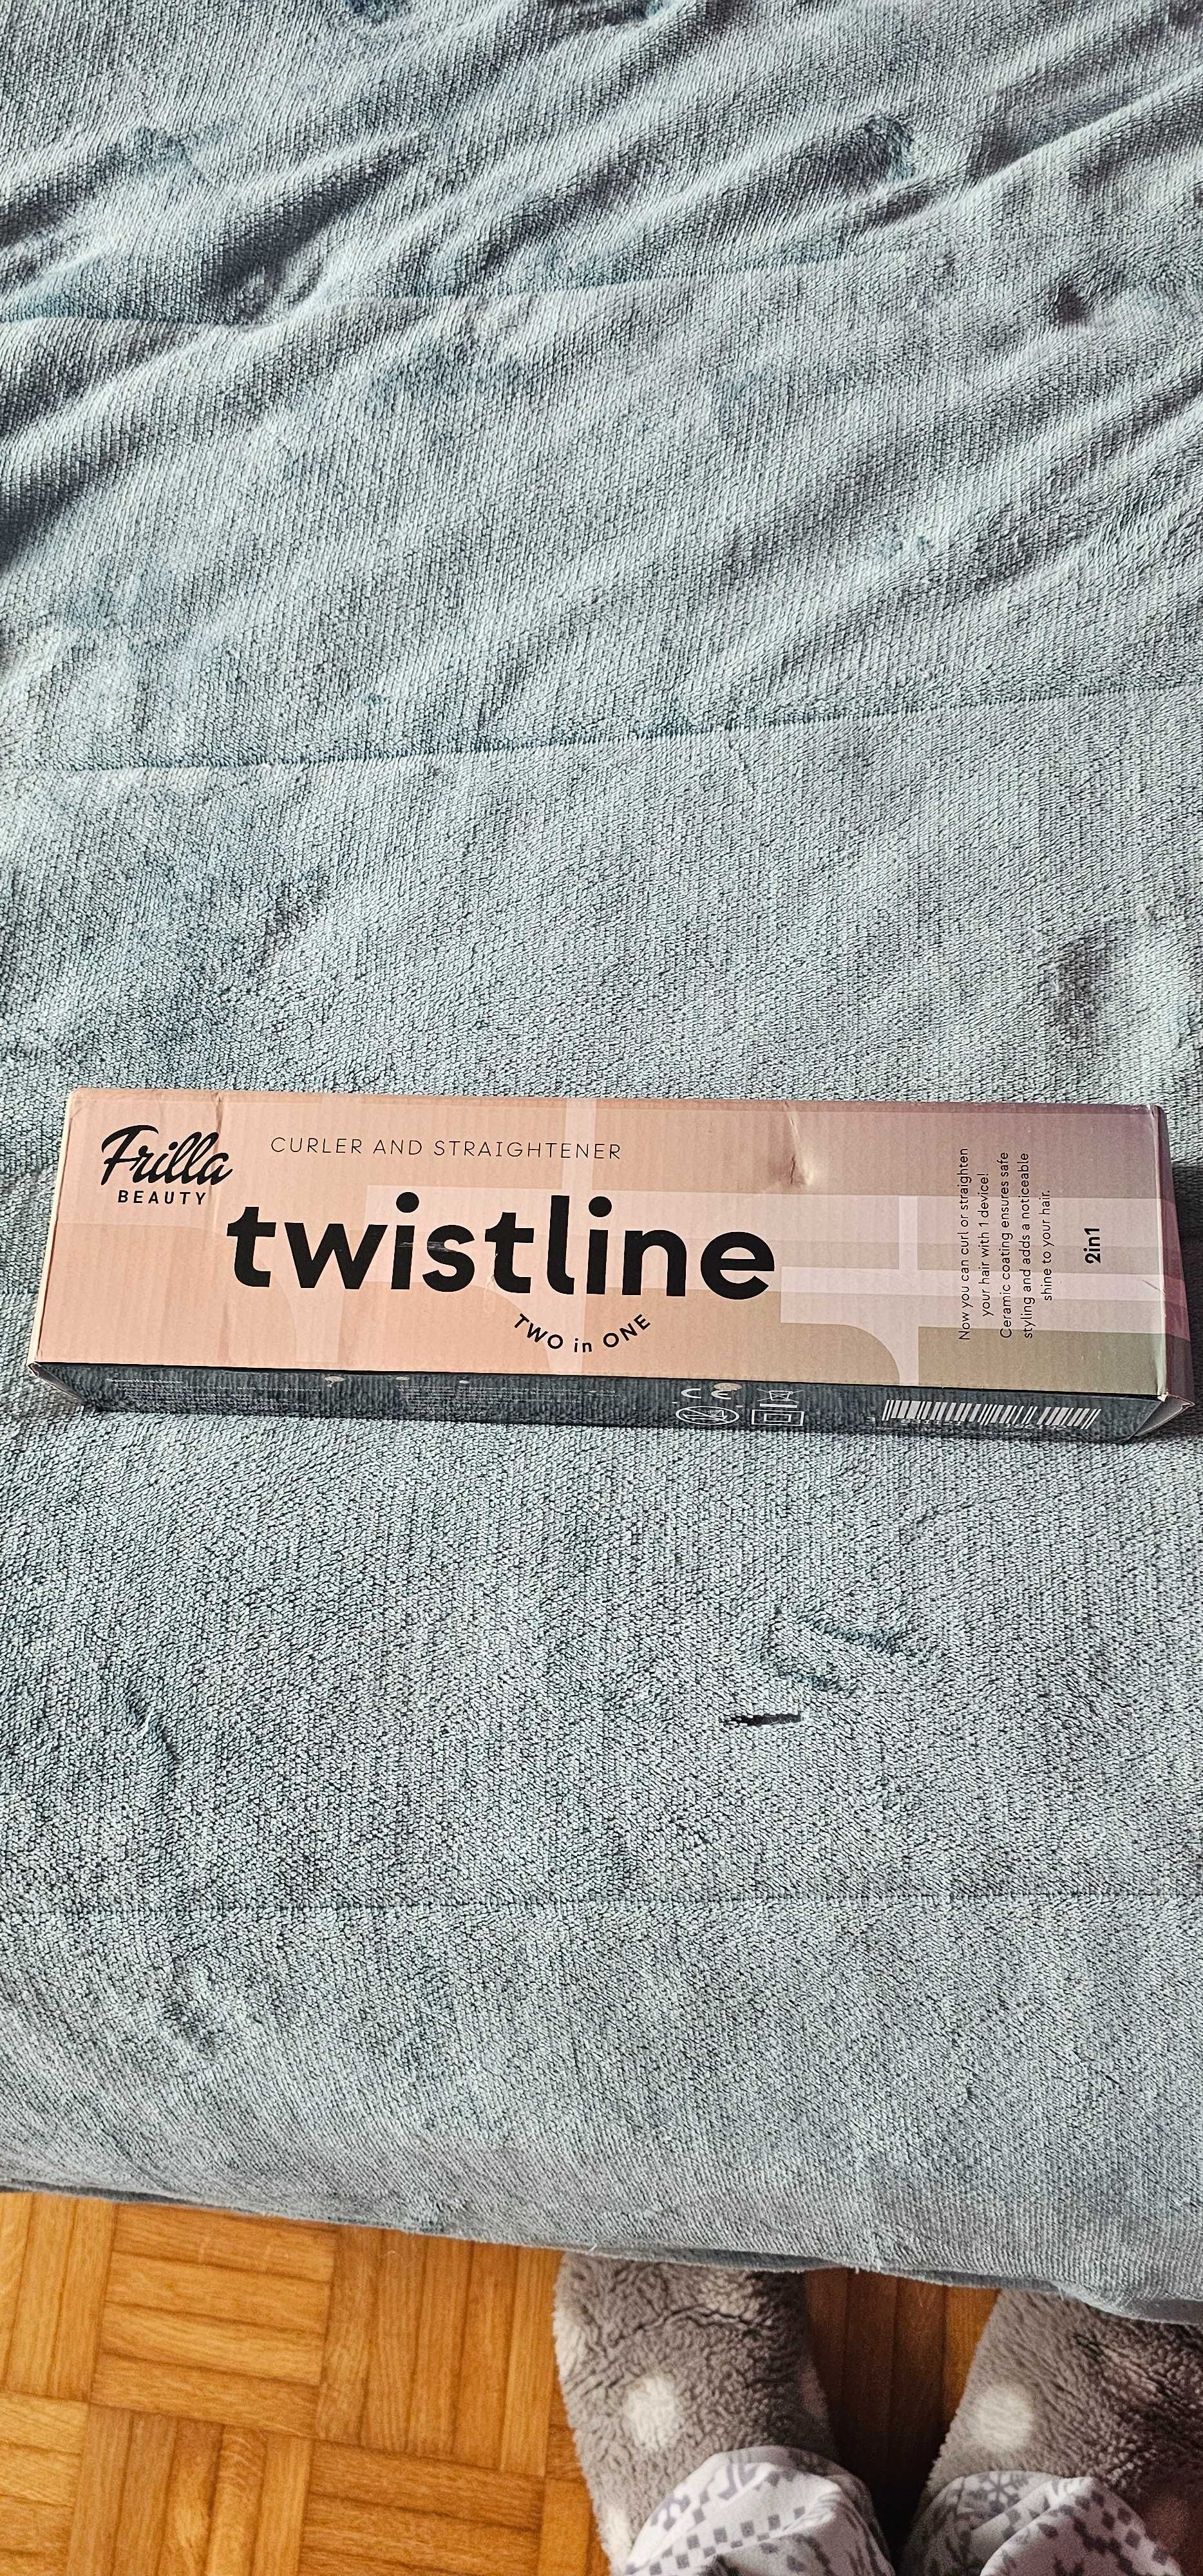 Frilla
BEAUTY
CURLER AND STRAIGHTENER
twistline
TWO in ONE
Now you can curl or straighten
your hair with 1 device!
Ceramic coating ensures safe
styling and adds a noticeable
shine to your hair.
2in1
CE